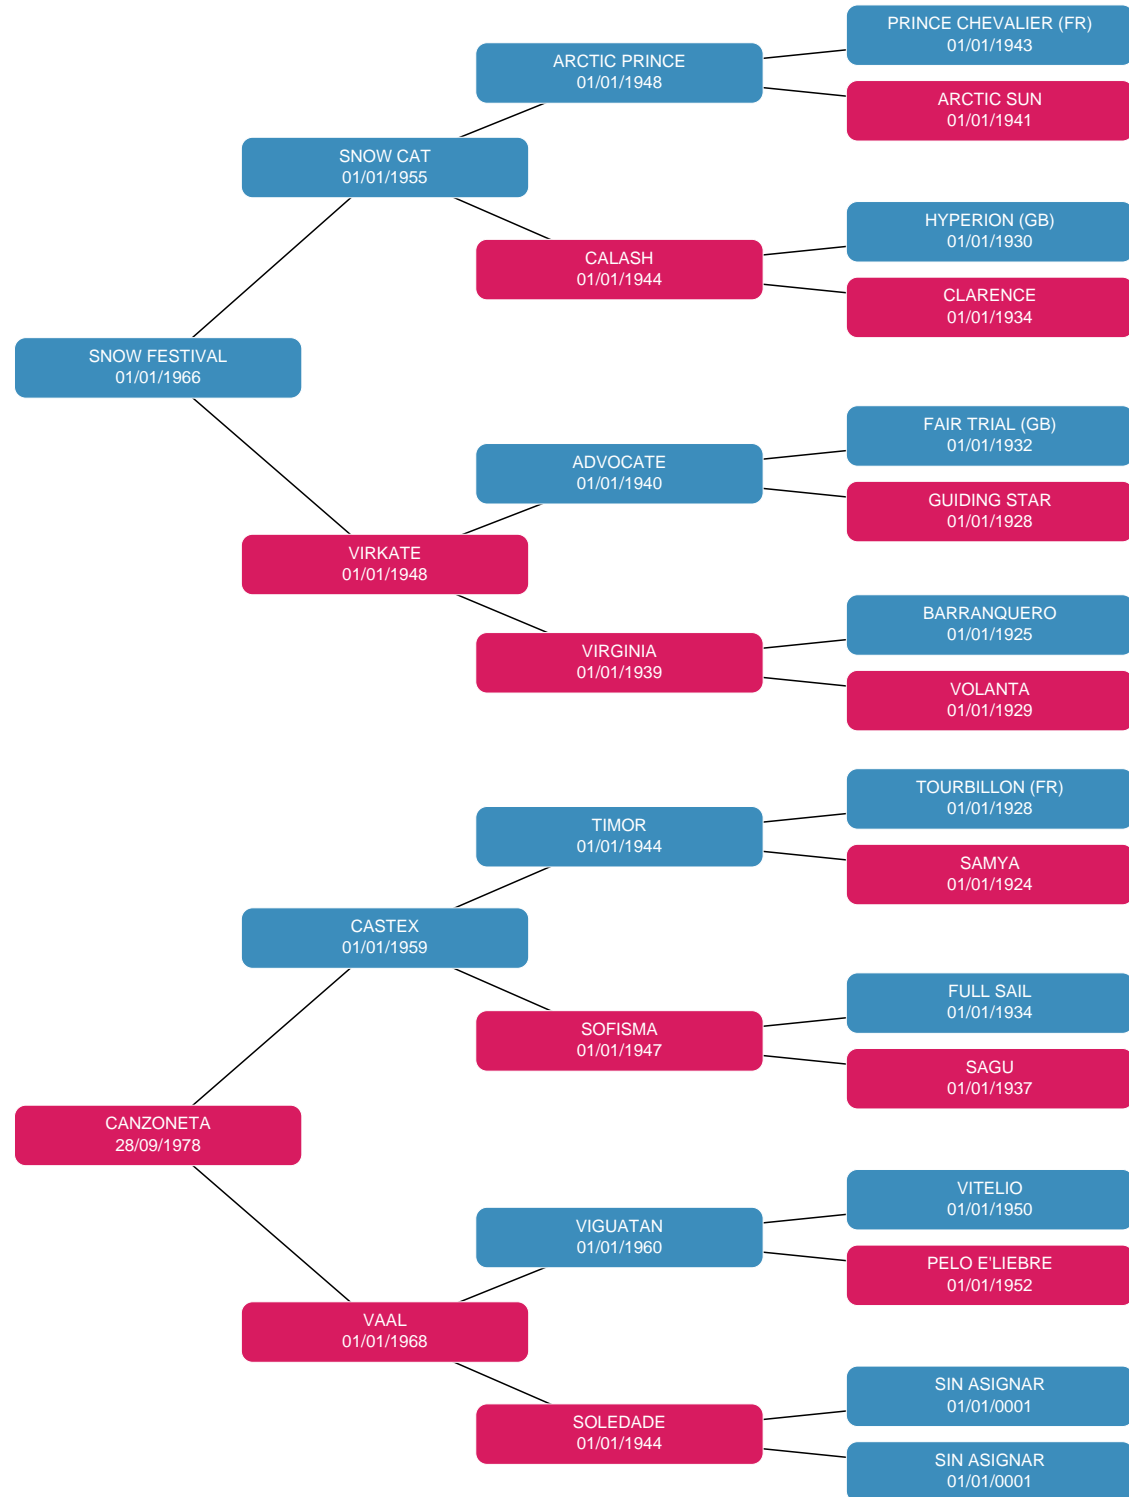 PRINCE CHEVALIER (FR)
01/01/1943
ARCTIC PRINCE
01/01/1948
ARCTIC SUN
01/01/1941
SNOW CAT
01/01/1955
HYPERION (GB)
01/01/1930
CALASH
01/01/1944
CLARENCE
01/01/1934
SNOW FESTIVAL
01/01/1966
FAIR TRIAL (GB)
01/01/1932
ADVOCATE
01/01/1940
GUIDING STAR
01/01/1928
VIRKATE
01/01/1948
BARRANQUERO
01/01/1925
VIRGINIA
01/01/1939
VOLANTA
01/01/1929
TOURBILLON (FR)
01/01/1928
TIMOR
01/01/1944
SAMYA
01/01/1924
CASTEX
01/01/1959
FULL SAIL
01/01/1934
SOFISMA
01/01/1947
SAGU
01/01/1937
CANZONETA
28/09/1978
VITELIO
01/01/1950
VIGUATAN
01/01/1960
PELO E'LIEBRE
01/01/1952
VAAL
01/01/1968
SIN ASIGNAR
01/01/0001
SOLEDADE
01/01/1944
SIN ASIGNAR
01/01/0001